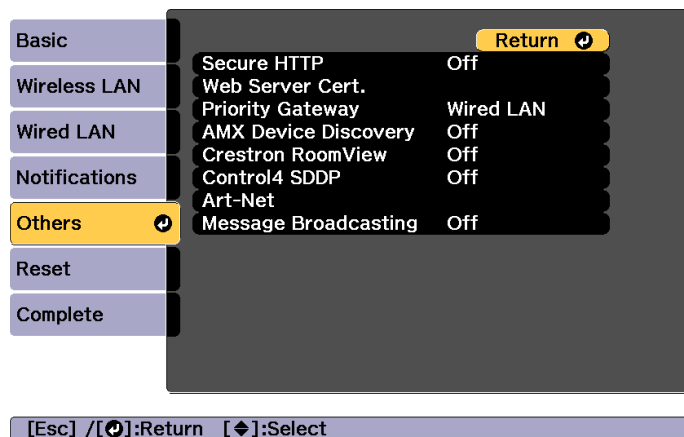 Basic
Wireless LAN
Wired LAN
Notifications
Others
Reset
Complete
Return
Secure HTTP Off
Web Server Cert.
Priority Gateway Wired LAN
AMX Device Discovery Off
Crestron RoomView Off
Control4 SDDP Off
Art-Net
Message Broadcasting Off
[Esc] /[⏎]:Return [◆]:Select